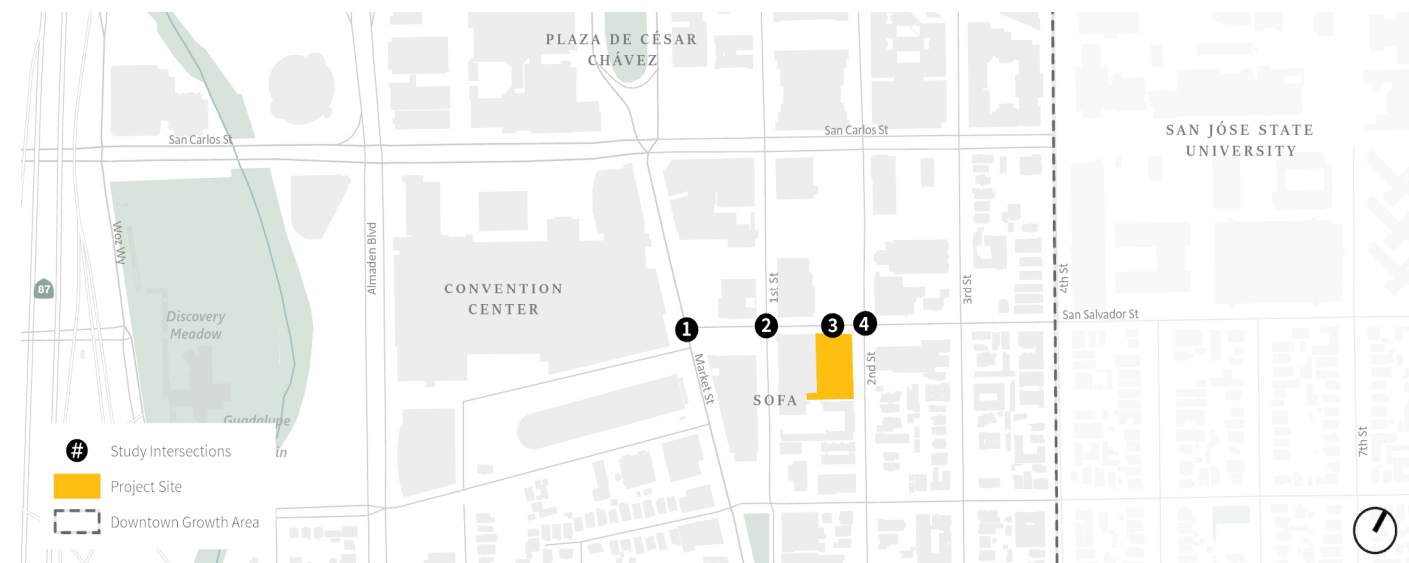 PLAZA DE CÉSAR
CHÁVEZ
San Carlos St
San Carlos St
SAN JÓSE STATE
UNIVERSITY
Woz Wy
Almaden Blvd
87
CONVENTION
CENTER
1st St
3rd St
4th St
Discovery
Meadow
San Salvador St
1
2
3
4
Market St
2nd St
SOFA
Guadalupe
7th St
# Study Intersections
Project Site
Downtown Growth Area